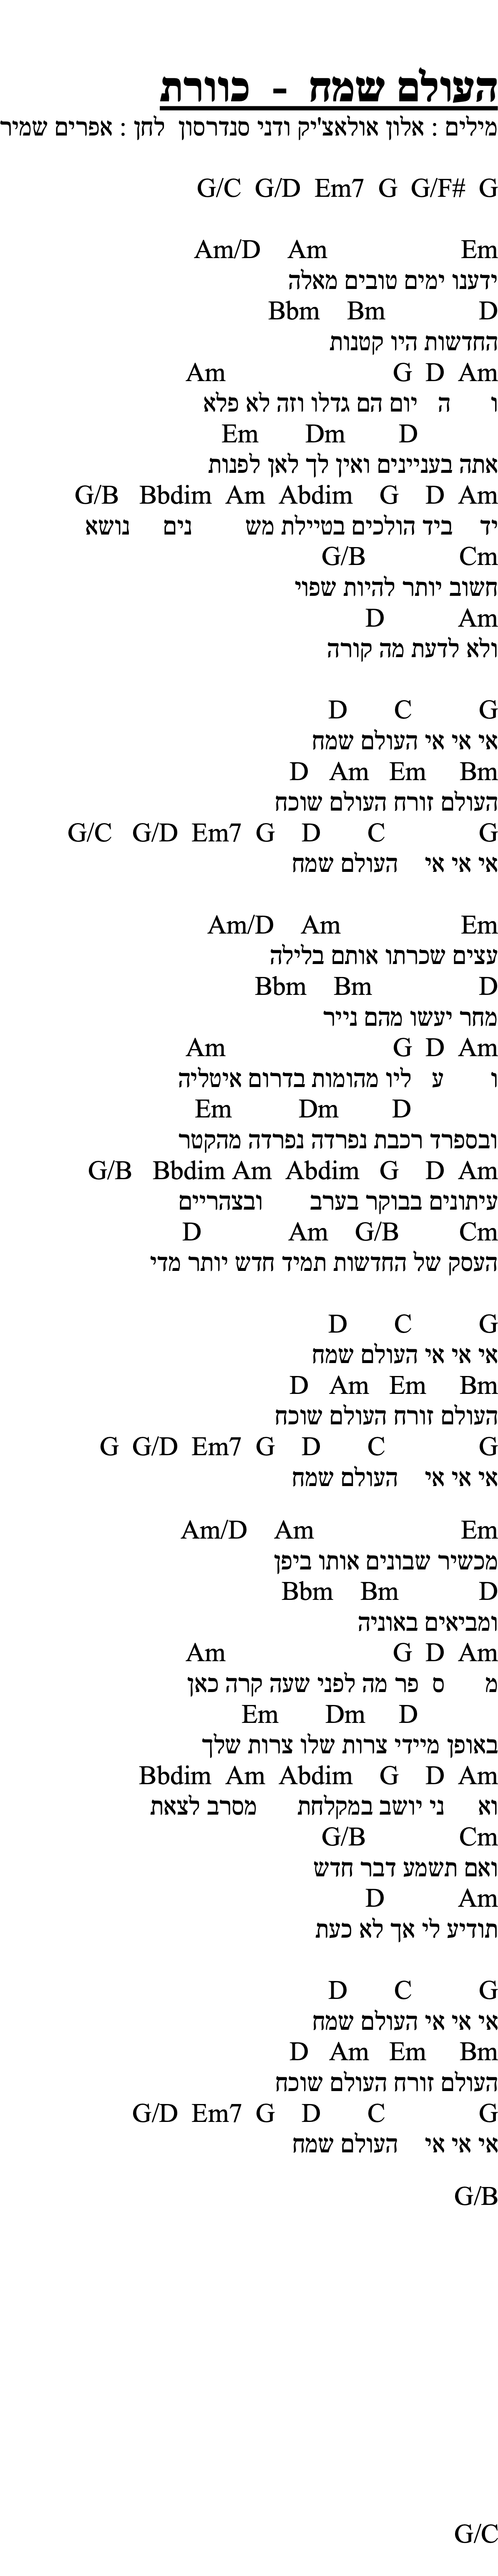 העולם שמח - כוורת
מילים : אלון אולאצ'יק ודני סנדרסון לחן : אפרים שמיר
G/C G/D Em7 G G/F# G
Am/D Am Em
ידענו ימים טובים מאלה
Bbm Bm D
החדשות היו קטנות
Am G D Am
ו ה יום הם גדלו וזה לא פלא
Em Dm D
אתה בעניינים ואין לך לאן לפנות
G/B Bbdim Am Abdim G D Am
יד ביד הולכים בטיילת מש נים נושא
G/B Cm
חשוב יותר להיות שפוי
D Am
ולא לדעת מה קורה
D C G
אי אי אי העולם שמח
D Am Em Bm
העולם זורח העולם שוכח
G/C G/D Em7 G D C G
אי אי אי העולם שמח
Am/D Am Em
עצים שכרתו אותם בלילה
Bbm Bm D
מחר יעשו מהם נייר
Am G D Am
ו ע ליו מהומות בדרום איטליה
Em Dm D
ובספרד רכבת נפרדה נפרדה מהקטר
G/B Bbdim Am Abdim G D Am
עיתונים בבוקר בערב ובצהריים
D Am G/B Cm
העסק של החדשות תמיד חדש יותר מדי
D C G
אי אי אי העולם שמח
D Am Em Bm
העולם זורח העולם שוכח
G G/D Em7 G D C G
אי אי אי העולם שמח
Am/D Am Em
מכשיר שבונים אותו ביפן
Bbm Bm D
ומביאים באוניה
Am G D Am
מ ס פר מה לפני שעה קרה כאן
Em Dm D
באופן מיידי צרות שלו צרות שלך
Bbdim Am Abdim G D Am
וא ני יושב במקלחת מסרב לצאת
G/B Cm
ואם תשמע דבר חדש
D Am
תודיע לי אך לא כעת
D C G
אי אי אי העולם שמח
D Am Em Bm
העולם זורח העולם שוכח
G/D Em7 G D C G
אי אי אי העולם שמח
G/B
G/C